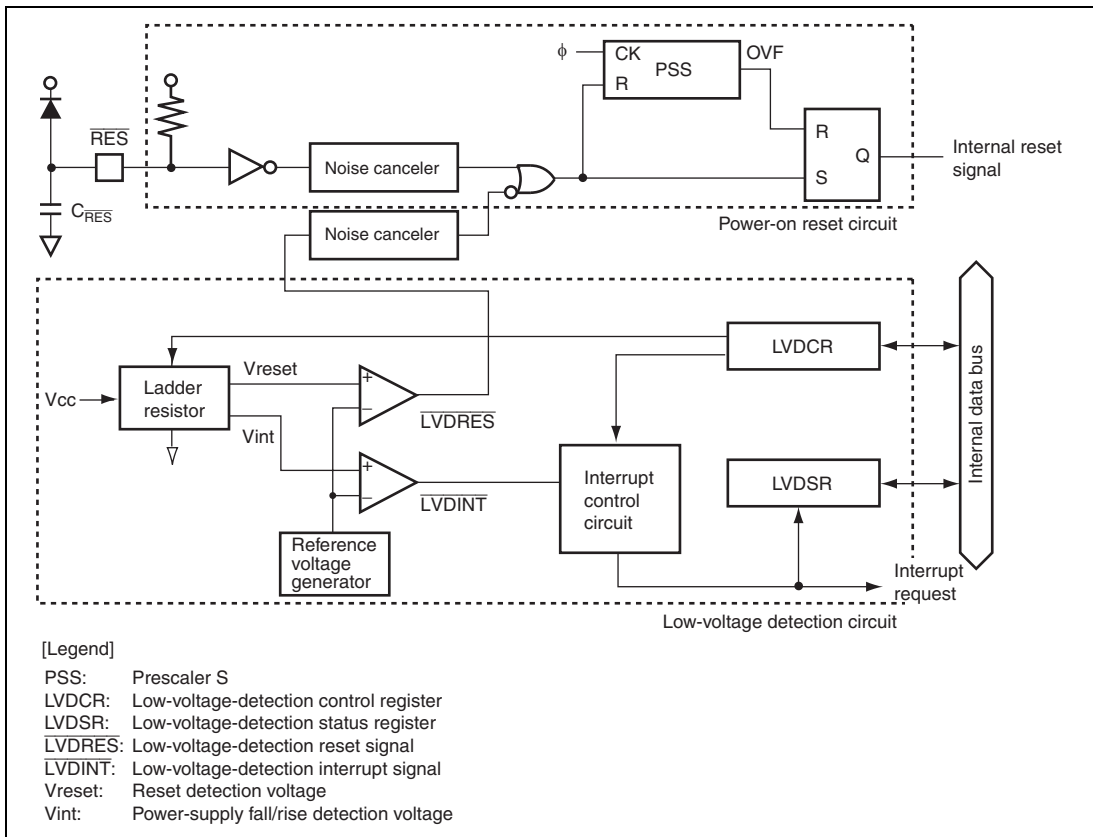 φ
CK
PSS
R
OVF
RES
R
Q
S
Internal reset
signal
Noise canceler
C RES
Noise canceler
Power-on reset circuit
LVDCR
Vreset
Vcc
Ladder
resistor
+
−
LVDRES
Vint
Internal data bus
+
−
LVDINT
Interrupt
control
circuit
LVDSR
Reference
voltage
generator
Interrupt
request
Low-voltage detection circuit
[Legend]
PSS: Prescaler S
LVDCR: Low-voltage-detection control register
LVDSR: Low-voltage-detection status register
LVDRES: Low-voltage-detection reset signal
LVDINT: Low-voltage-detection interrupt signal
Vreset: Reset detection voltage
Vint: Power-supply fall/rise detection voltage